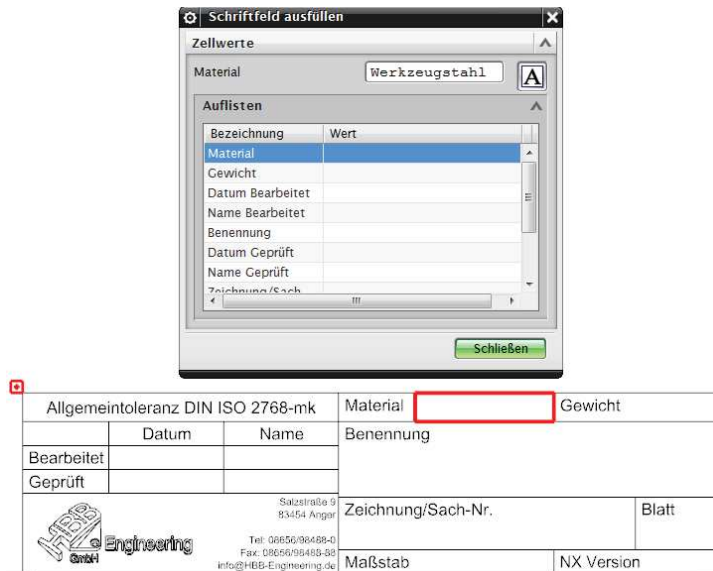 Schriftfeld ausfüllen
Zellwerte
Material Werkzeugstahl A
Auflisten
Bezeichnung Wert
Material
Gewicht
Datum Bearbeitet
Name Bearbeitet
Benennung
Datum Geprüft
Name Geprüft
Zeichnung/Sach
Schließen
Allgemeintoleranz DIN ISO 2768-mk Material Gewicht
Datum Name Benennung
Bearbeitet
Geprüft
Salzstraße 9
83454 Anger
Zeichnung/Sach-Nr. Blatt
HBB Engineering GmbH
Tel: 08656/98488-0
Fax: 08656/98488-88
info@HBB-Engineering.de
Maßstab NX Version